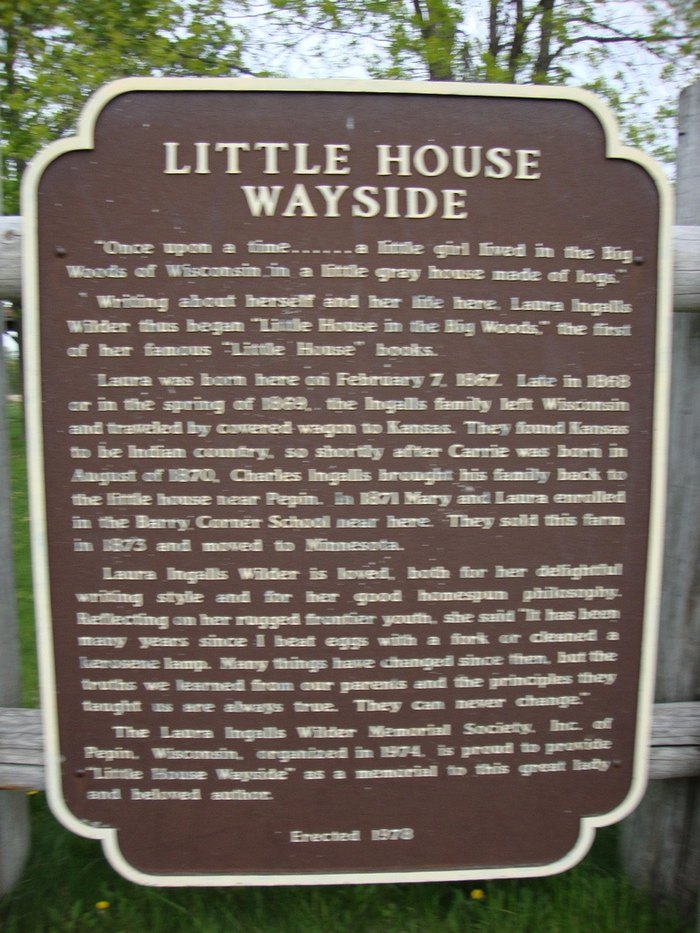 LITTLE HOUSE
WAYSIDE
"Once upon a time......a little girl lived in the Big
Woods of Wisconsin in a little gray house made of logs."
" Writing about herself and her life here, Laura Ingalls
Wilder thus began "Little House in the Big Woods," the first
of her famous "Little House" books.
Laura was born here on February 7, 1867. Late in 1868
or in the spring of 1869, the Ingalls family left Wisconsin
and traveled by covered wagon to Kansas. They found Kansas
to be Indian country, so shortly after Carrie was born in
August of 1870, Charles Ingalls brought his family back to
the little house near Pepin. In 1871 Mary and Laura enrolled
in the Barry Corner School near here. They sold this farm
in 1873 and moved to Minnesota.
Laura Ingalls Wilder is loved, both for her delightful
writing style and for her good homespun philosophy.
Reflecting on her rugged frontier youth, she said "It has been
many years since I beat eggs with a fork or cleaned a
kerosene lamp. Many things have changed since then, but the
truths we learned from our parents and the principles they
taught us are always true. They can never change."
The Laura Ingalls Wilder Memorial Society, Inc. of
Pepin, Wisconsin, organized in 1974, is proud to provide
"Little House Wayside" as a memorial to this great lady
and beloved author.
Erected 1978